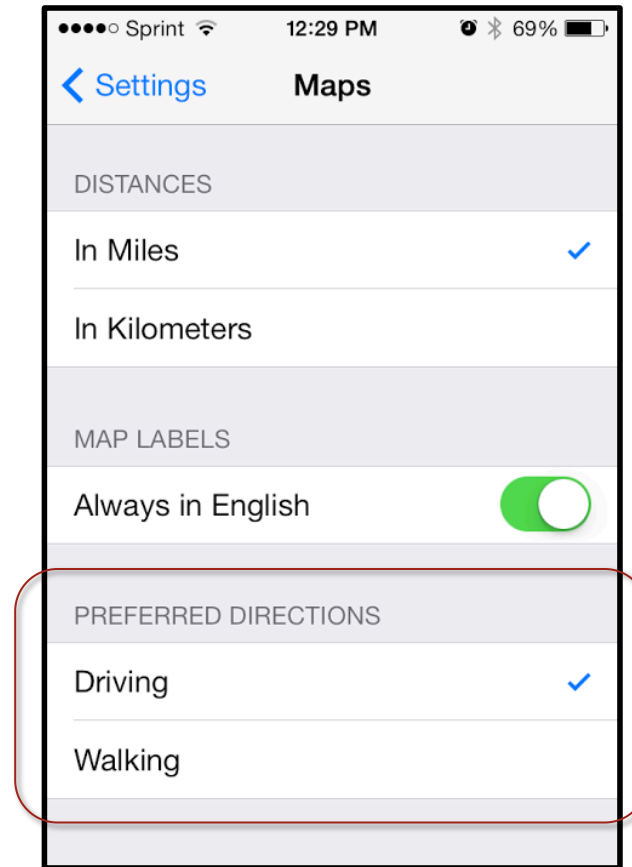 Sprint 12:29 PM 69%
Settings Maps
DISTANCES
In Miles
In Kilometers
MAP LABELS
Always in English
PREFERRED DIRECTIONS
Driving
Walking